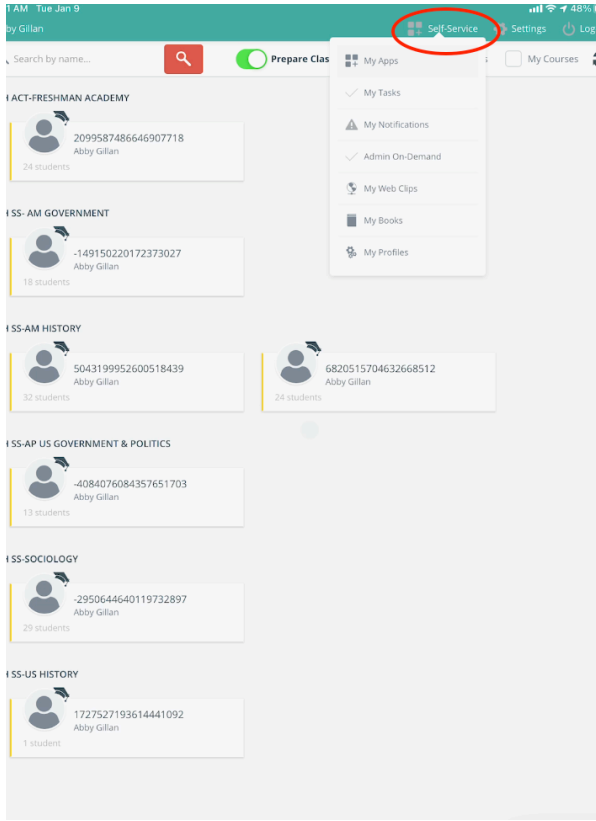 1 AM Tue Jan 9 48%
by Gillan Self-Service Settings Log
Search by name... Prepare Clas s My Courses
My Apps
My Tasks
My Notifications
Admin On-Demand
My Web Clips
My Books
My Profiles
H ACT-FRESHMAN ACADEMY
2099587486646907718
Abby Gillan
24 students
H SS- AM GOVERNMENT
-149150220172373027
Abby Gillan
18 students
H SS-AM HISTORY
5043199952600518439
Abby Gillan
32 students
6820515704632668512
Abby Gillan
24 students
H SS-AP US GOVERNMENT & POLITICS
-4084076084357651703
Abby Gillan
13 students
H SS-SOCIOLOGY
-2950644640119732897
Abby Gillan
29 students
H SS-US HISTORY
1727527193614441092
Abby Gillan
1 student